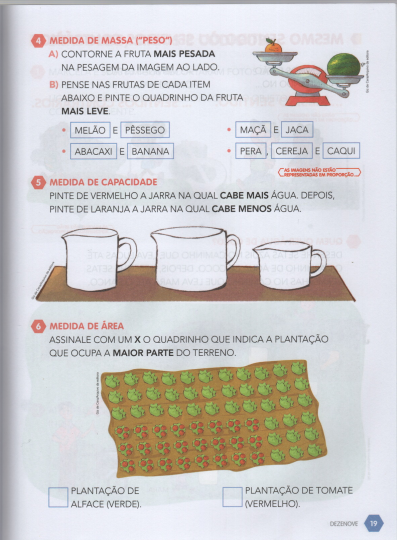 4 MEDIDA DE MASSA ("PESO")
A) CONTORNE A FRUTA MAIS PESADA
NA PESAGEM DA IMAGEM AO LADO.
B) PENSE NAS FRUTAS DE CADA ITEM
ABAIXO E PINTE O QUADRINHO DA FRUTA
MAIS LEVE.
• MELÃO E PÊSSEGO
• MAÇÃ E JACA
• ABACAXI E BANANA
• PERA, CEREJA E CAQUI
AS IMAGENS NÃO ESTÃO
REPRESENTADAS EM PROPORÇÃO.
5 MEDIDA DE CAPACIDADE
PINTE DE VERMELHO A JARRA NA QUAL CABE MAIS ÁGUA. DEPOIS,
PINTE DE LARANJA A JARRA NA QUAL CABE MENOS ÁGUA.
6 MEDIDA DE ÁREA
ASSINALE COM UM X O QUADRINHO QUE INDICA A PLANTAÇÃO
QUE OCUPA A MAIOR PARTE DO TERRENO.
PLANTAÇÃO DE
ALFACE (VERDE).
PLANTAÇÃO DE TOMATE
(VERMELHO).
DEZENOVE 19